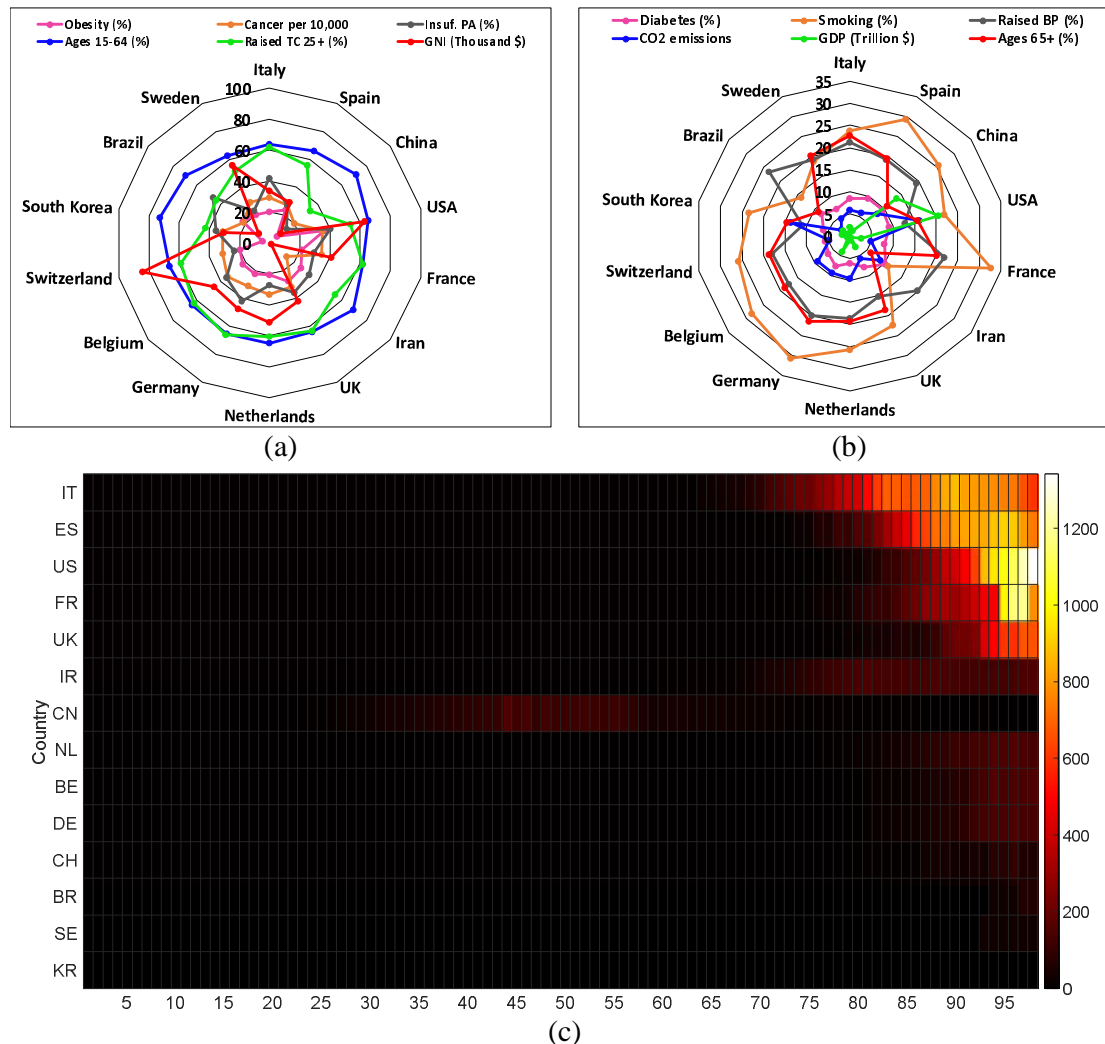 Obesity (%) Cancer per 10,000 Insuf. PA (%)
Ages 15-64 (%) Raised TC 25+ (%) GNI (Thousand $)
Italy
Sweden Spain
Brazil China
South Korea USA
Switzerland France
Belgium Iran
Germany UK
Netherlands
100
80
60
40
20
0
(a)
Diabetes (%) Smoking (%) Raised BP (%)
CO2 emissions GDP (Trillion $) Ages 65+ (%)
Italy
Sweden Spain
Brazil China
South Korea USA
Switzerland France
Belgium Iran
Germany UK
Netherlands
35
30
25
20
15
10
5
0
(b)
Country
IT
ES
US
FR
UK
IR
CN
NL
BE
DE
CH
BR
SE
KR
5 10 15 20 25 30 35 40 45 50 55 60 65 70 75 80 85 90 95
1200
1000
800
600
400
200
0
(c)